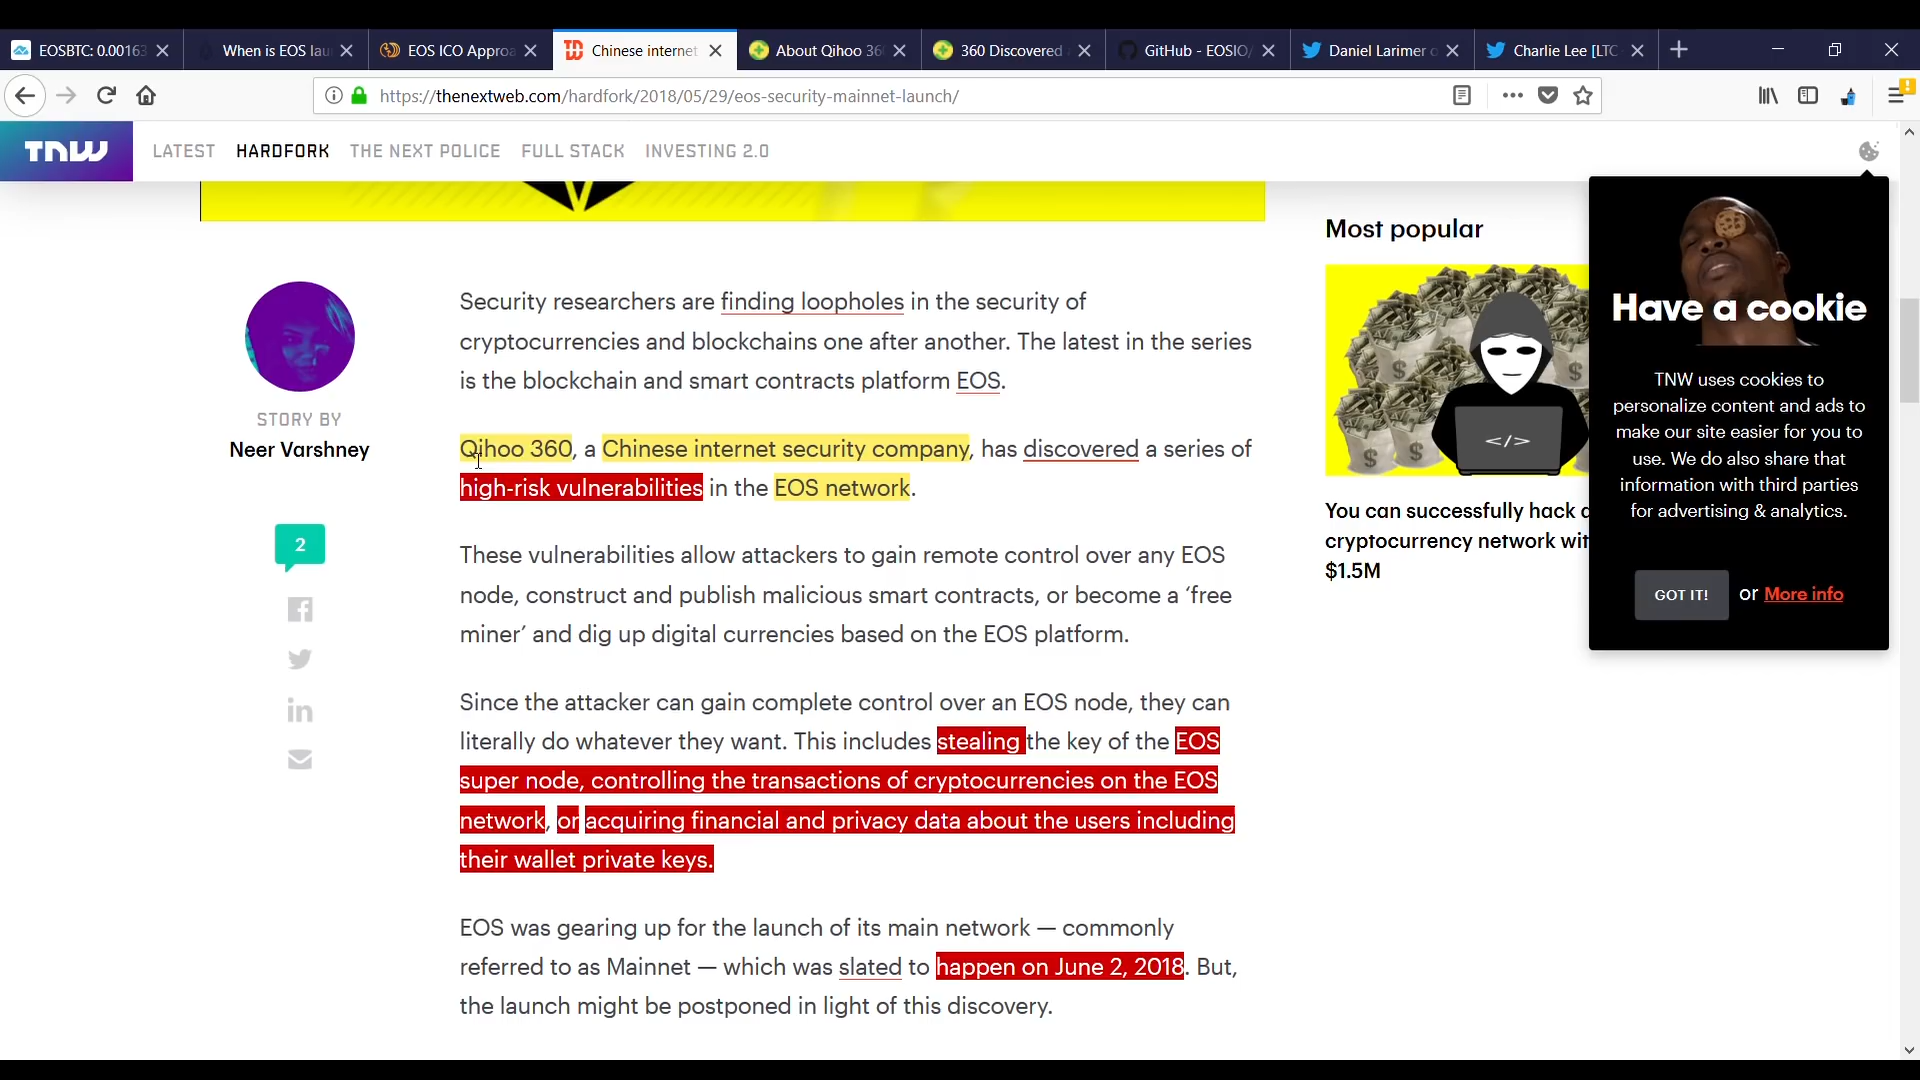 EOSBTC: 0.00163
When is EOS lau
EOS ICO Approa
Chinese internet
About Qihoo 36
360 Discovered
GitHub - EOSIO/
Daniel Larimer o
Charlie Lee [LTC
https://thenextweb.com/hardfork/2018/05/29/eos-security-mainnet-launch/
TNW
LATEST HARDFORK THE NEXT POLICE FULL STACK INVESTING 2.0
STORY BY
Neer Varshney
2
Security researchers are finding loopholes in the security of
cryptocurrencies and blockchains one after another. The latest in the series
is the blockchain and smart contracts platform EOS.
Qihoo 360, a Chinese internet security company, has discovered a series of
high-risk vulnerabilities in the EOS network.
These vulnerabilities allow attackers to gain remote control over any EOS
node, construct and publish malicious smart contracts, or become a ‘free
miner’ and dig up digital currencies based on the EOS platform.
Since the attacker can gain complete control over an EOS node, they can
literally do whatever they want. This includes stealing the key of the EOS
super node, controlling the transactions of cryptocurrencies on the EOS
network, or acquiring financial and privacy data about the users including
their wallet private keys.
EOS was gearing up for the launch of its main network — commonly
referred to as Mainnet — which was slated to happen on June 2, 2018. But,
the launch might be postponed in light of this discovery.
Most popular
</>
You can successfully hack a
cryptocurrency network wit
$1.5M
Have a cookie
TNW uses cookies to
personalize content and ads to
make our site easier for you to
use. We do also share that
information with third parties
for advertising & analytics.
GOT IT! or More info